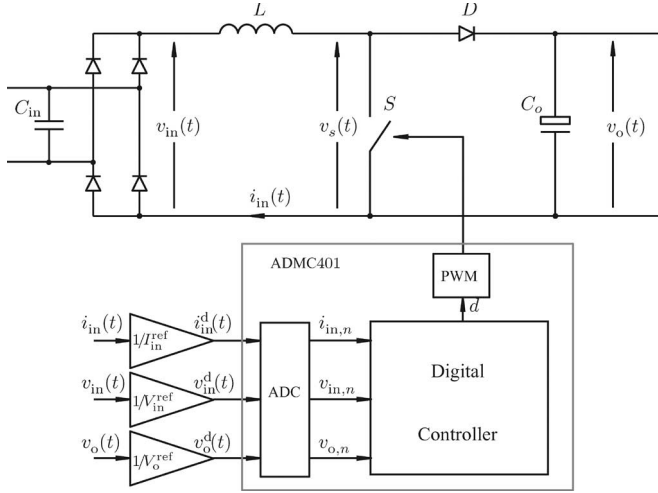 L
D
C_in
v_in(t)
v_s(t)
S
C_o
v_o(t)
i_in(t)
ADMC401
PWM
d
i_in(t)
1/I_in^ref
i_in^d(t)
i_in,n
v_in(t)
1/V_in^ref
v_in^d(t)
ADC
v_in,n
Digital
Controller
v_o(t)
1/V_o^ref
v_o^d(t)
v_o,n